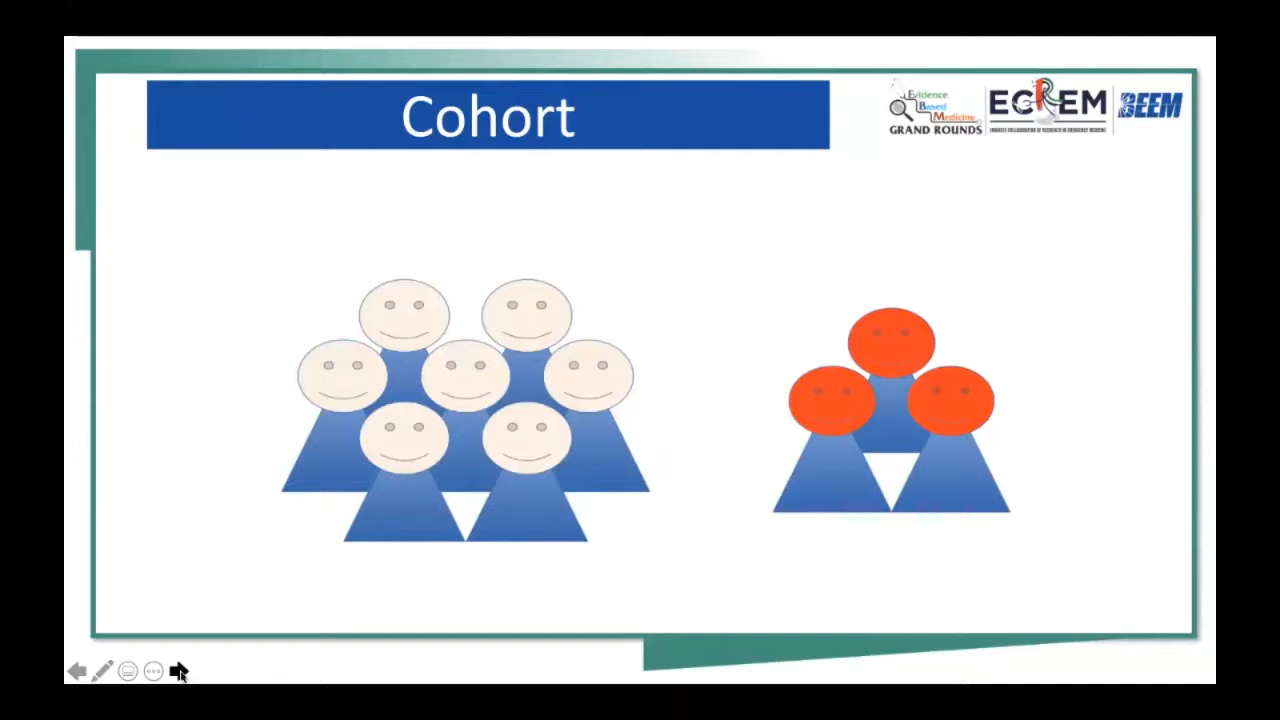 Cohort
Evidence
Based
Medicine
GRAND ROUNDS
ECREM
BEEM